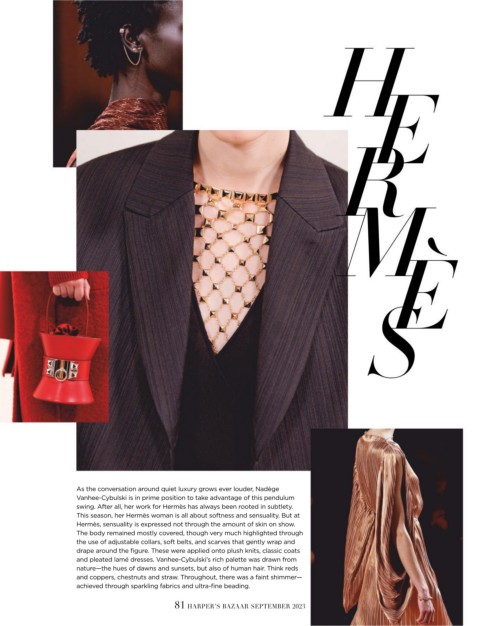 HERMÈS
As the conversation around quiet luxury grows ever louder, Nadège
Vanhee-Cybulski is in prime position to take advantage of this pendulum
swing. After all, her work for Hermès has always been rooted in subtlety.
This season, her Hermès woman is all about softness and sensuality. But at
Hermès, sensuality is expressed not through the amount of skin on show.
The body remained mostly covered, though very much highlighted through
the use of adjustable collars, soft belts, and scarves that gently wrap and
drape around the figure. These were applied onto plush knits, classic coats
and pleated lamé dresses. Vanhee-Cybulski's rich palette was drawn from
nature—the hues of dawns and sunsets, but also of human hair. Think reds
and coppers, chestnuts and straw. Throughout, there was a faint shimmer—
achieved through sparkling fabrics and ultra-fine beading.
81 HARPER'S BAZAAR SEPTEMBER 2023